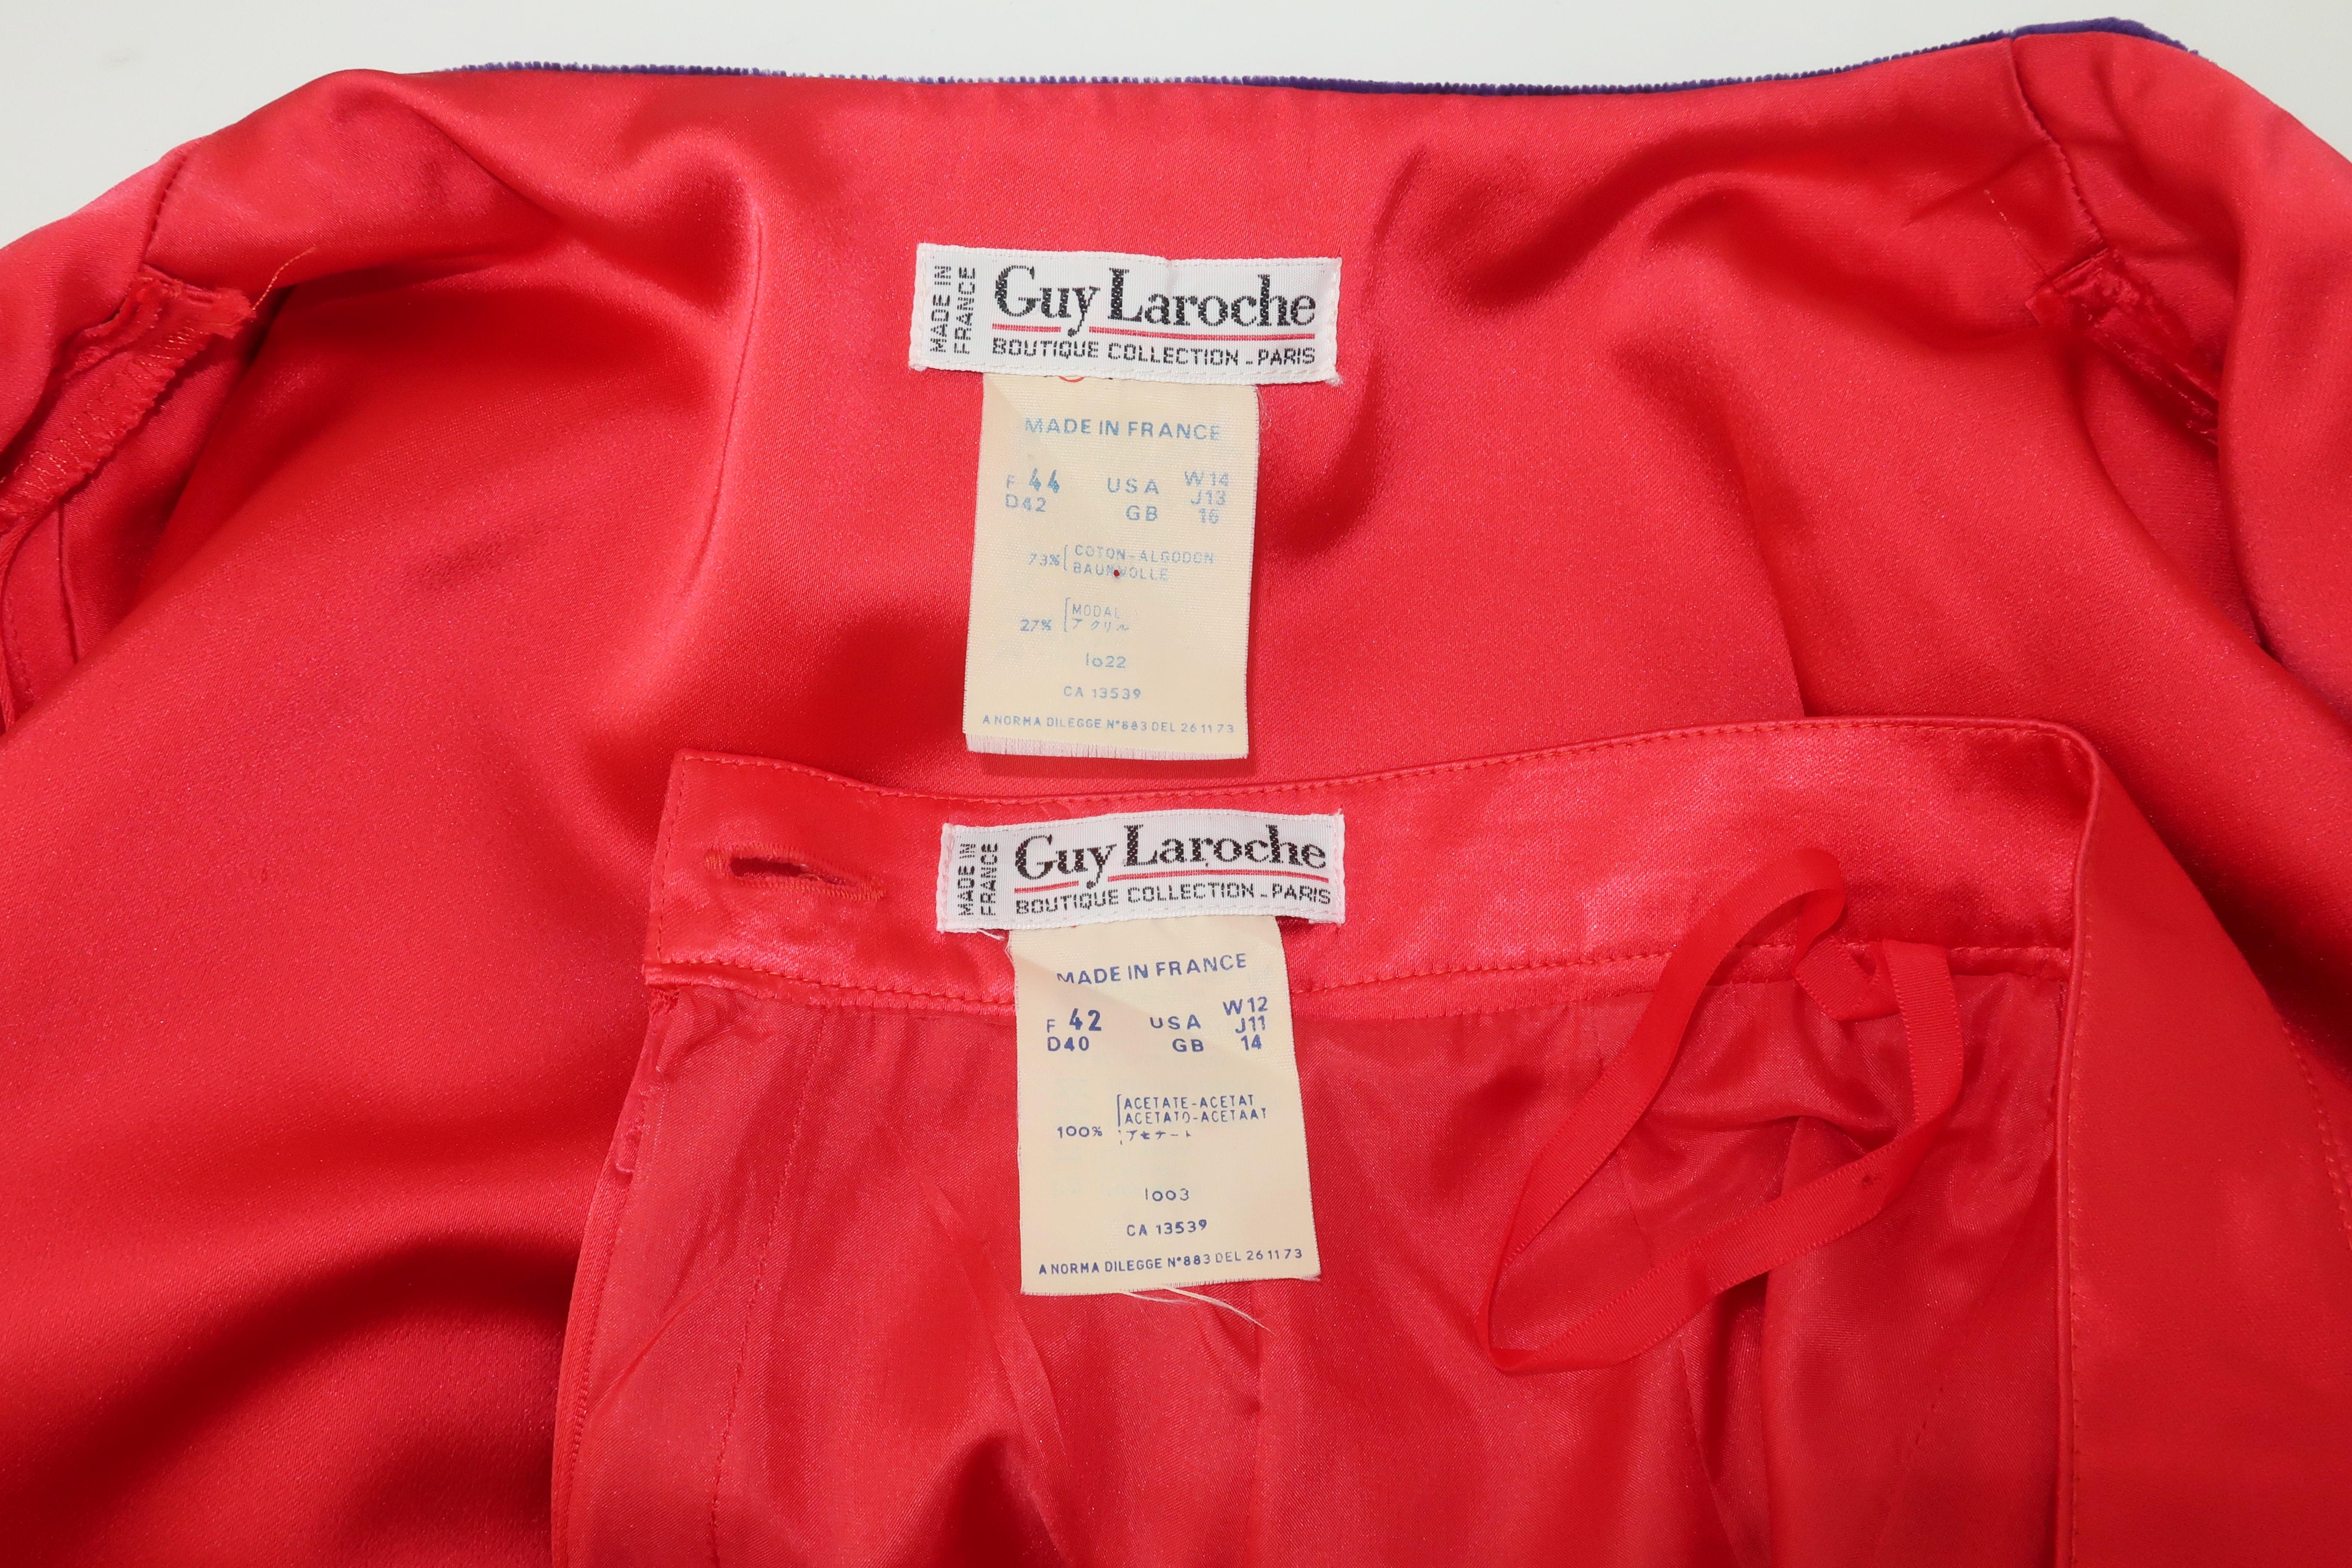 MADE IN
FRANCE
Guy Laroche
BOUTIQUE COLLECTION - PARIS
MADE IN FRANCE
F 44 USA W14
J13
D42 GB 16
73% COTON-ALGODON
BAUMWOLLE
MODAL
27% アクリル
1022
CA 13539
A NORMA DILEGGE N°883 DEL 26 11 73
MADE IN
FRANCE
Guy Laroche
BOUTIQUE COLLECTION - PARIS
MADE IN FRANCE
F 42 USA W12
J11
D40 GB 14
ACETATE-ACETAT
ACETATO-ACETAAT
100% アセテート
1003
CA 13539
A NORMA DILEGGE N°883 DEL 26 11 73